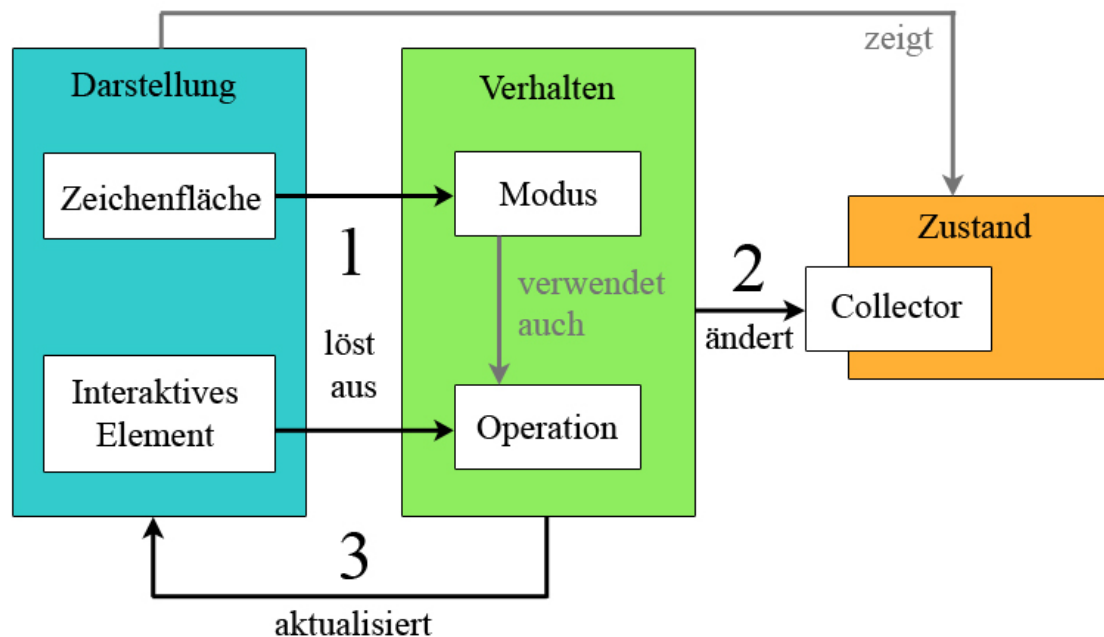 zeigt
Darstellung
Verhalten
Zeichenfläche
Modus
Zustand
1
2
verwendet
auch
Collector
ändert
löst
aus
Interaktives
Element
Operation
3
aktualisiert